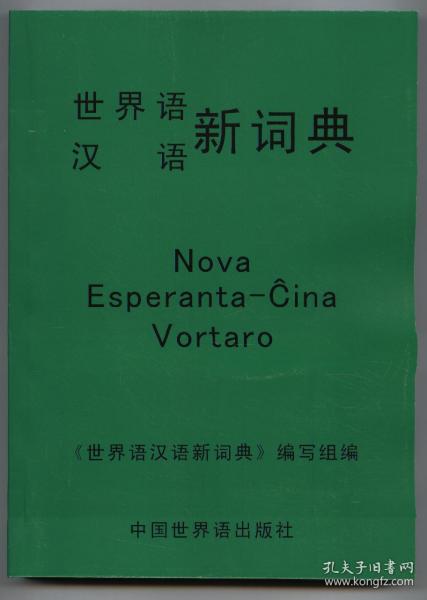 世界语
汉语
新词典
Nova
Esperanta-Ĉina
Vortaro
《世界语汉语新词典》编写组编
中国世界语出版社
孔夫子旧书网
www.kongfz.com